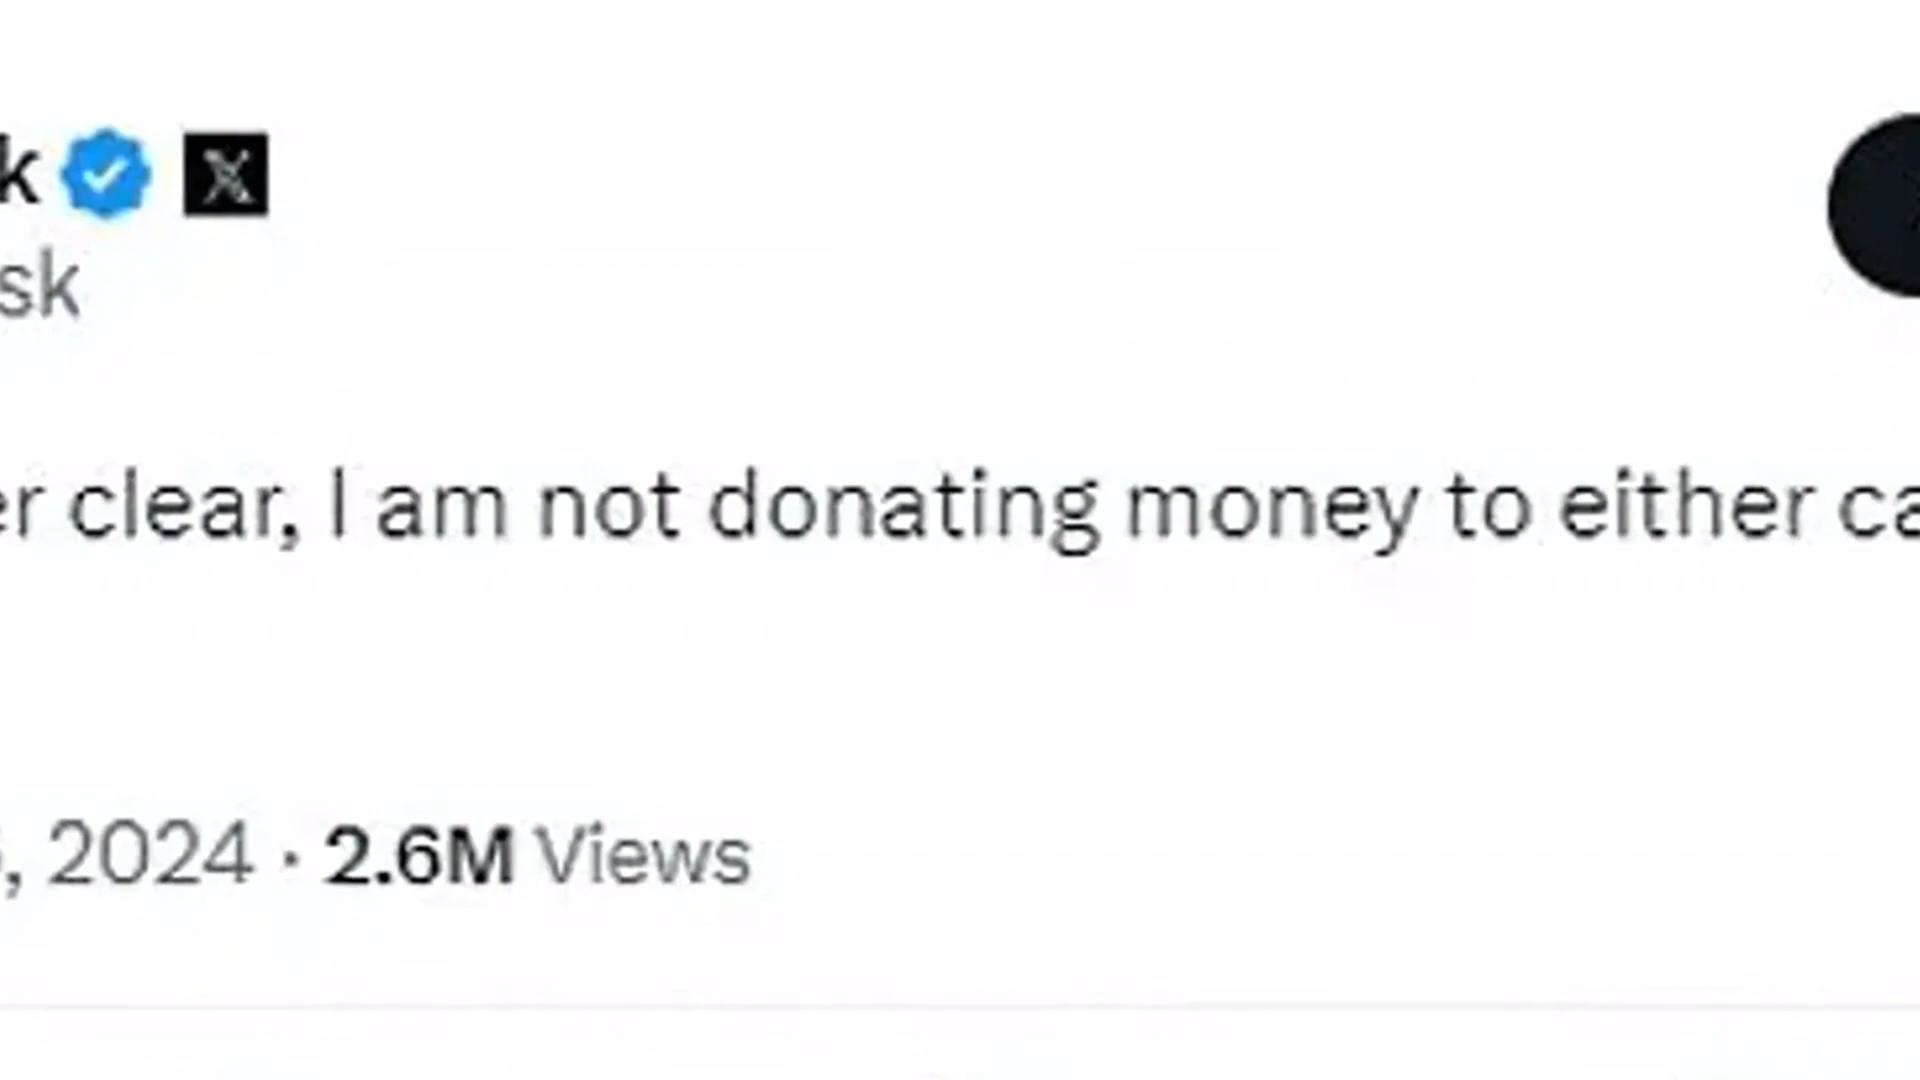 k X
sk
er clear, I am not donating money to either ca
, 2024 · 2.6M Views